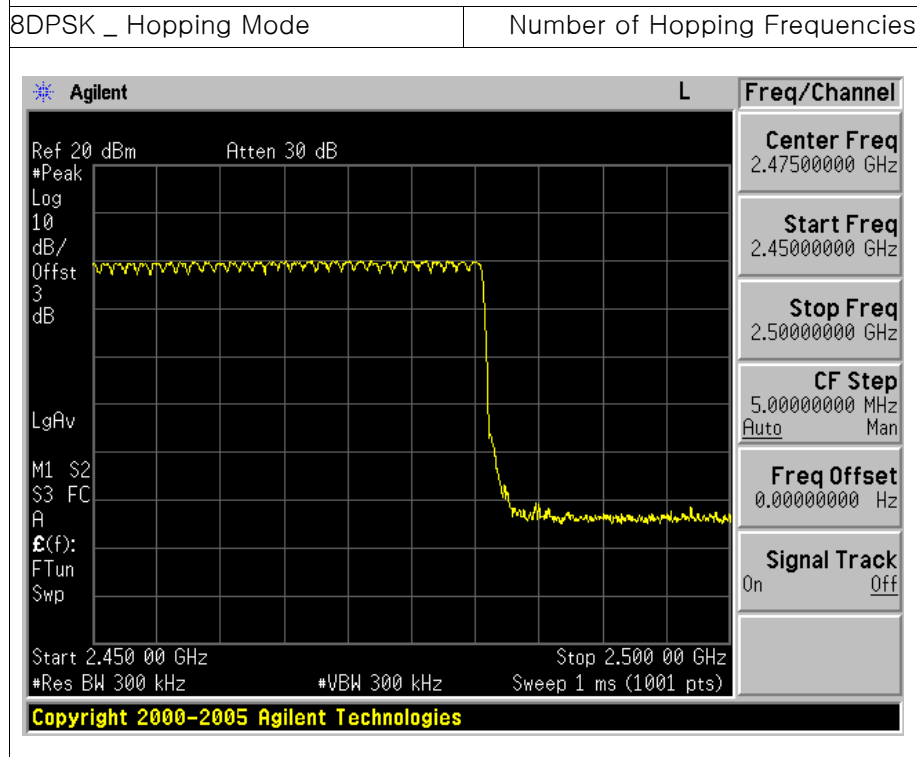 8DPSK _ Hopping Mode
Number of Hopping Frequencies
Agilent
L
Freq/Channel
Ref 20 dBm
Atten 30 dB
#Peak
Log
10
dB/
Offst
3
dB
LgAv
M1 S2
S3 FC
A
£(f):
FTun
Swp
Start 2.450 00 GHz
Stop 2.500 00 GHz
#Res BW 300 kHz
#VBW 300 kHz
Sweep 1 ms (1001 pts)
Center Freq
2.47500000 GHz
Start Freq
2.45000000 GHz
Stop Freq
2.50000000 GHz
CF Step
5.00000000 MHz
Auto Man
Freq Offset
0.00000000 Hz
Signal Track
On Off
Copyright 2000-2005 Agilent Technologies